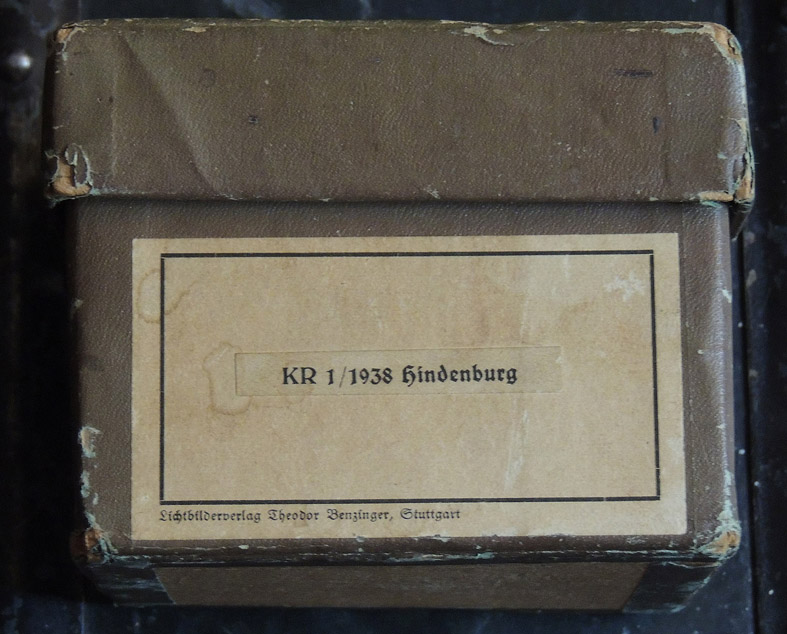 KR 1/1938 Hindenburg
Lichtbilderverlag Theodor Benzinger, Stuttgart